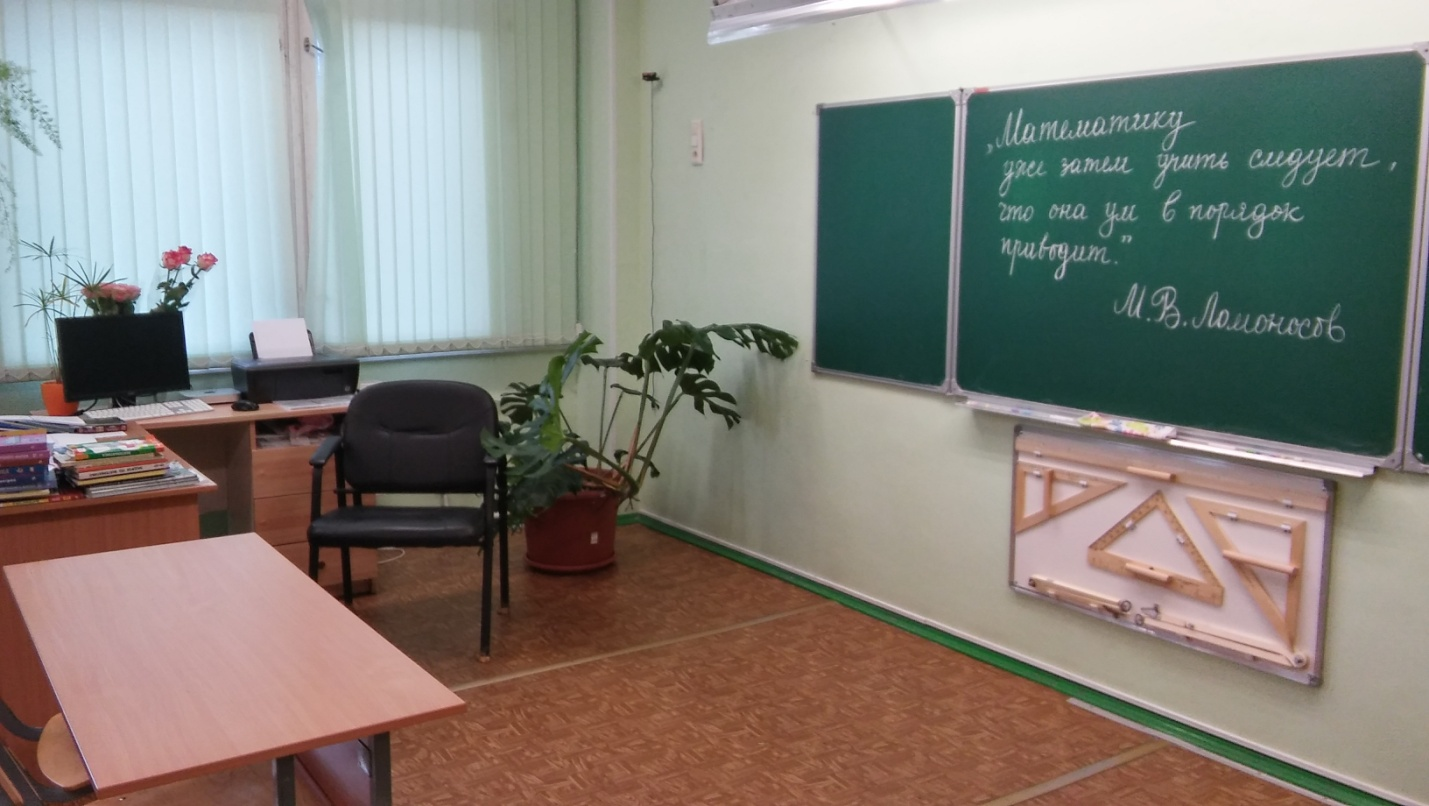 „Математику
уже затем учить следует,
что она ум в порядок
приводит."
М.В. Ломоносов